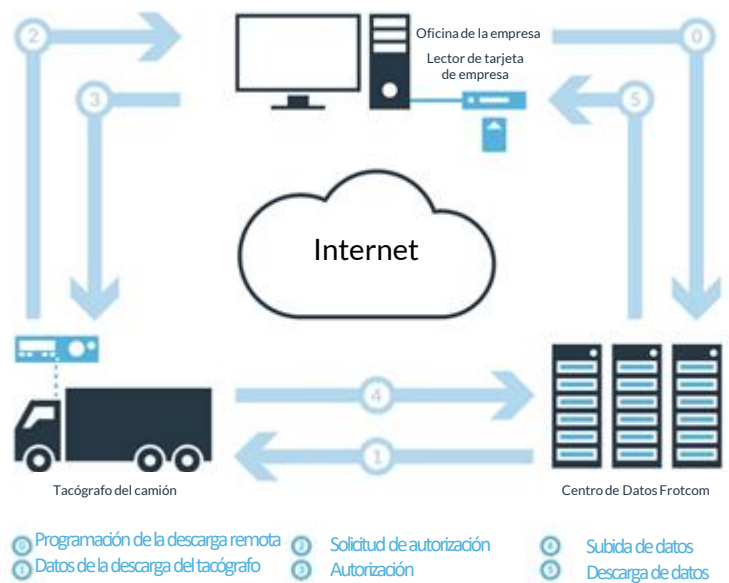 2
0
Oficina de la empresa
Lector de tarjeta
de empresa
3
5
Internet
4
1
Tacógrafo del camión
Centro de Datos Frotcom
0 Programación de la descarga remota
1 Datos de la descarga del tacógrafo
2 Solicitud de autorización
3 Autorización
4 Subida de datos
5 Descarga de datos